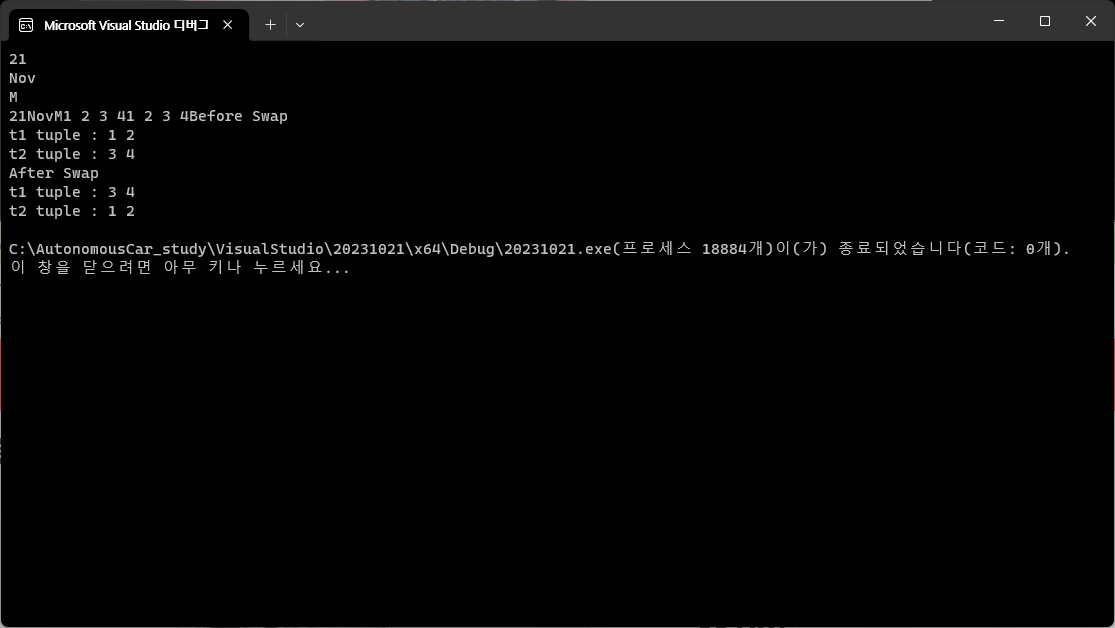 Microsoft Visual Studio 디버그
21
Nov
M
21NovM1 2 3 41 2 3 4Before Swap
t1 tuple : 1 2
t2 tuple : 3 4
After Swap
t1 tuple : 3 4
t2 tuple : 1 2
C:\AutonomousCar_study\VisualStudio\20231021\x64\Debug\20231021.exe(프로세스 18884개)이(가) 종료되었습니다(코드: 0개).
이 창을 닫으려면 아무 키나 누르세요...